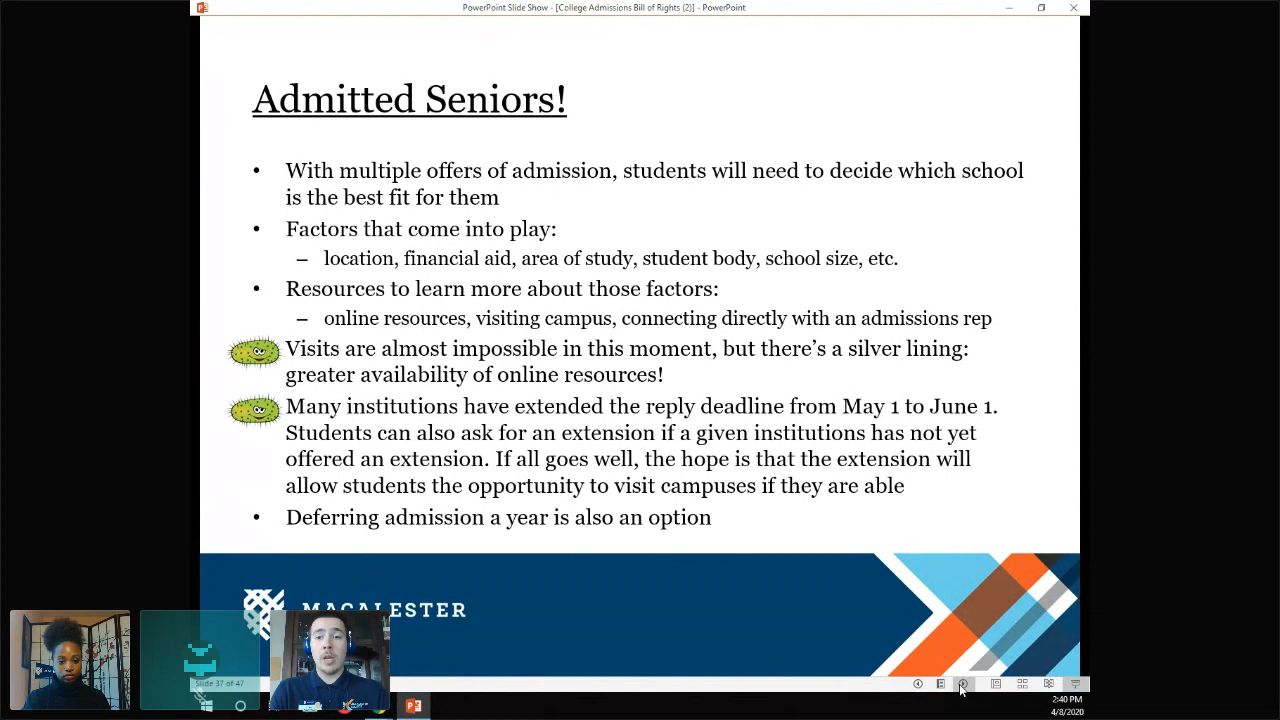 PowerPoint Slide Show - [College Admissions Bill of Rights (2)] - PowerPoint
Admitted Seniors!
• With multiple offers of admission, students will need to decide which school
is the best fit for them
• Factors that come into play:
– location, financial aid, area of study, student body, school size, etc.
• Resources to learn more about those factors:
– online resources, visiting campus, connecting directly with an admissions rep
Visits are almost impossible in this moment, but there's a silver lining:
greater availability of online resources!
Many institutions have extended the reply deadline from May 1 to June 1.
Students can also ask for an extension if a given institutions has not yet
offered an extension. If all goes well, the hope is that the extension will
allow students the opportunity to visit campuses if they are able
• Deferring admission a year is also an option
MACALESTER
Slide 37 of 47
2:40 PM
4/8/2020